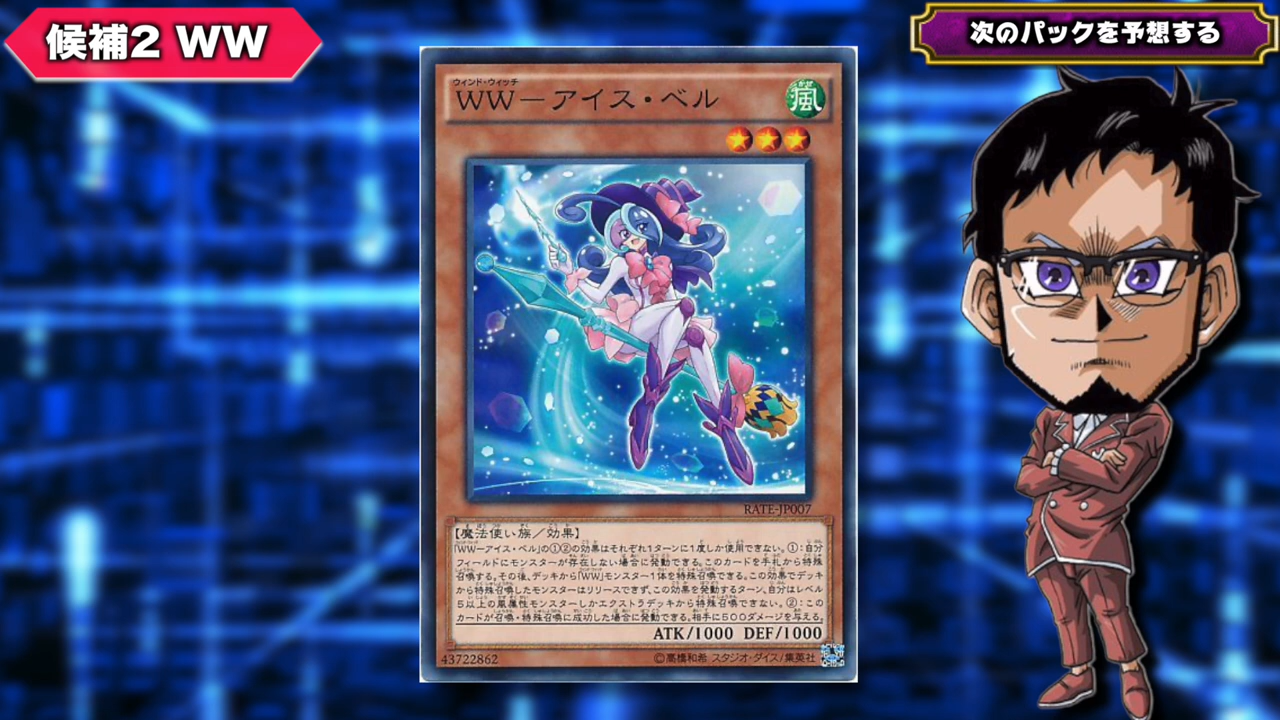 候補2 WW
次のパックを予想する
ウィンド・ウィッチ
WW－アイス・ベル
風
RATE-JP007
【魔法使い族／効果】
「WW－アイス・ベル」の①②の効果はそれぞれ1ターンに1度しか使用できない。①：自分
フィールドにモンスターが存在しない場合に発動できる。このカードを手札から特殊
召喚する。その後、デッキから「WW」モンスター1体を特殊召喚できる。この効果でデッキ
から特殊召喚したモンスターはリリースできず、この効果を発動するターン、自分はレベル
5以上の風属性モンスターしかエクストラデッキから特殊召喚できない。②：この
カードが召喚・特殊召喚に成功した場合に発動できる。相手に500ダメージを与える。
ATK/1000 DEF/1000
43722862
©高橋和希 スタジオ・ダイス/集英社